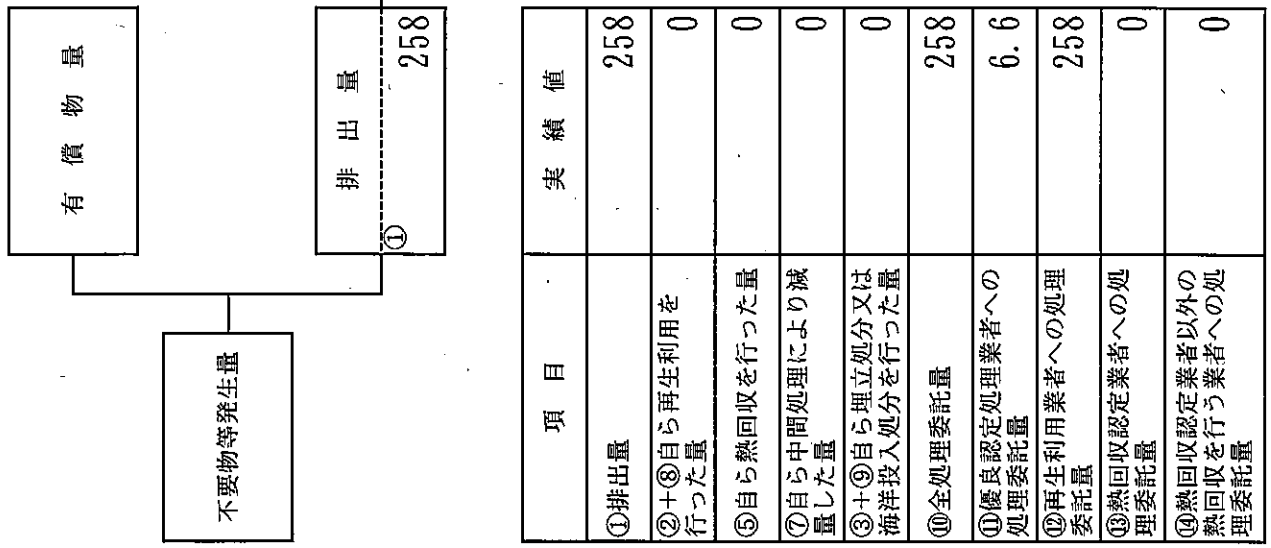 有償物量
不要物等発生量
排出量
①
258
項目
実績値
①排出量
258
②+⑧自ら再生利用を
行った量
0
⑤自ら熱回収を行った量
0
⑦自ら中間処理により減
量した量
0
③+⑨自ら埋立処分又は
海洋投入処分を行った量
0
⑩全処理委託量
258
⑪優良認定処理業者への
処理委託量
6.6
⑫再生利用業者への処理
委託量
258
⑬熱回収認定業者への処
理委託量
0
⑭熱回収認定業者以外の
熱回収を行う業者への処
理委託量
0